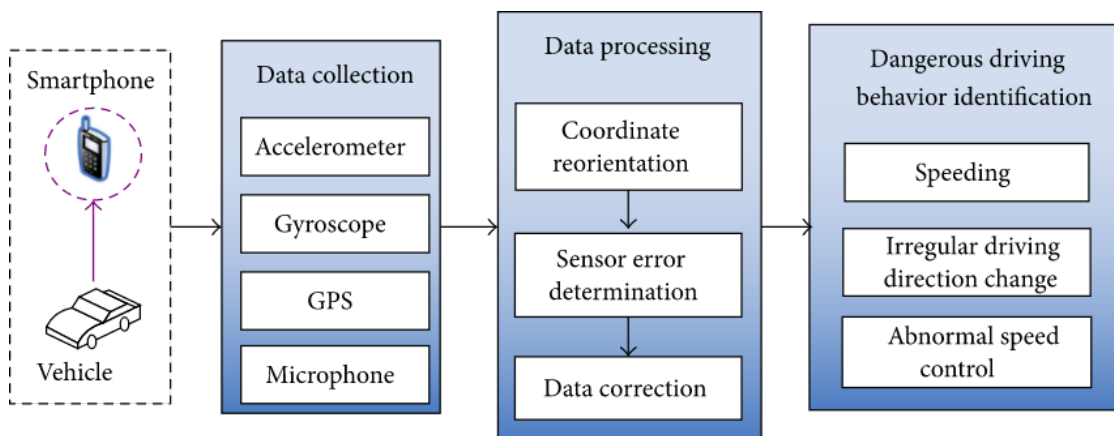 Smartphone
Vehicle
Data collection
Accelerometer
Gyroscope
GPS
Microphone
Data processing
Coordinate
reorientation
Sensor error
determination
Data correction
Dangerous driving
behavior identification
Speeding
Irregular driving
direction change
Abnormal speed
control